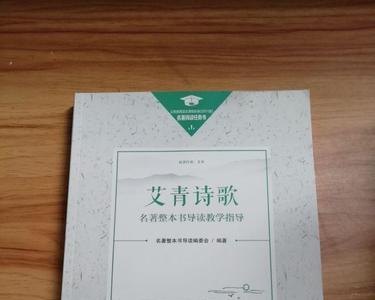 名著阅读任务书
艾青诗歌
名著整本书导读教学指导
名著整本书导读编委会 / 编著